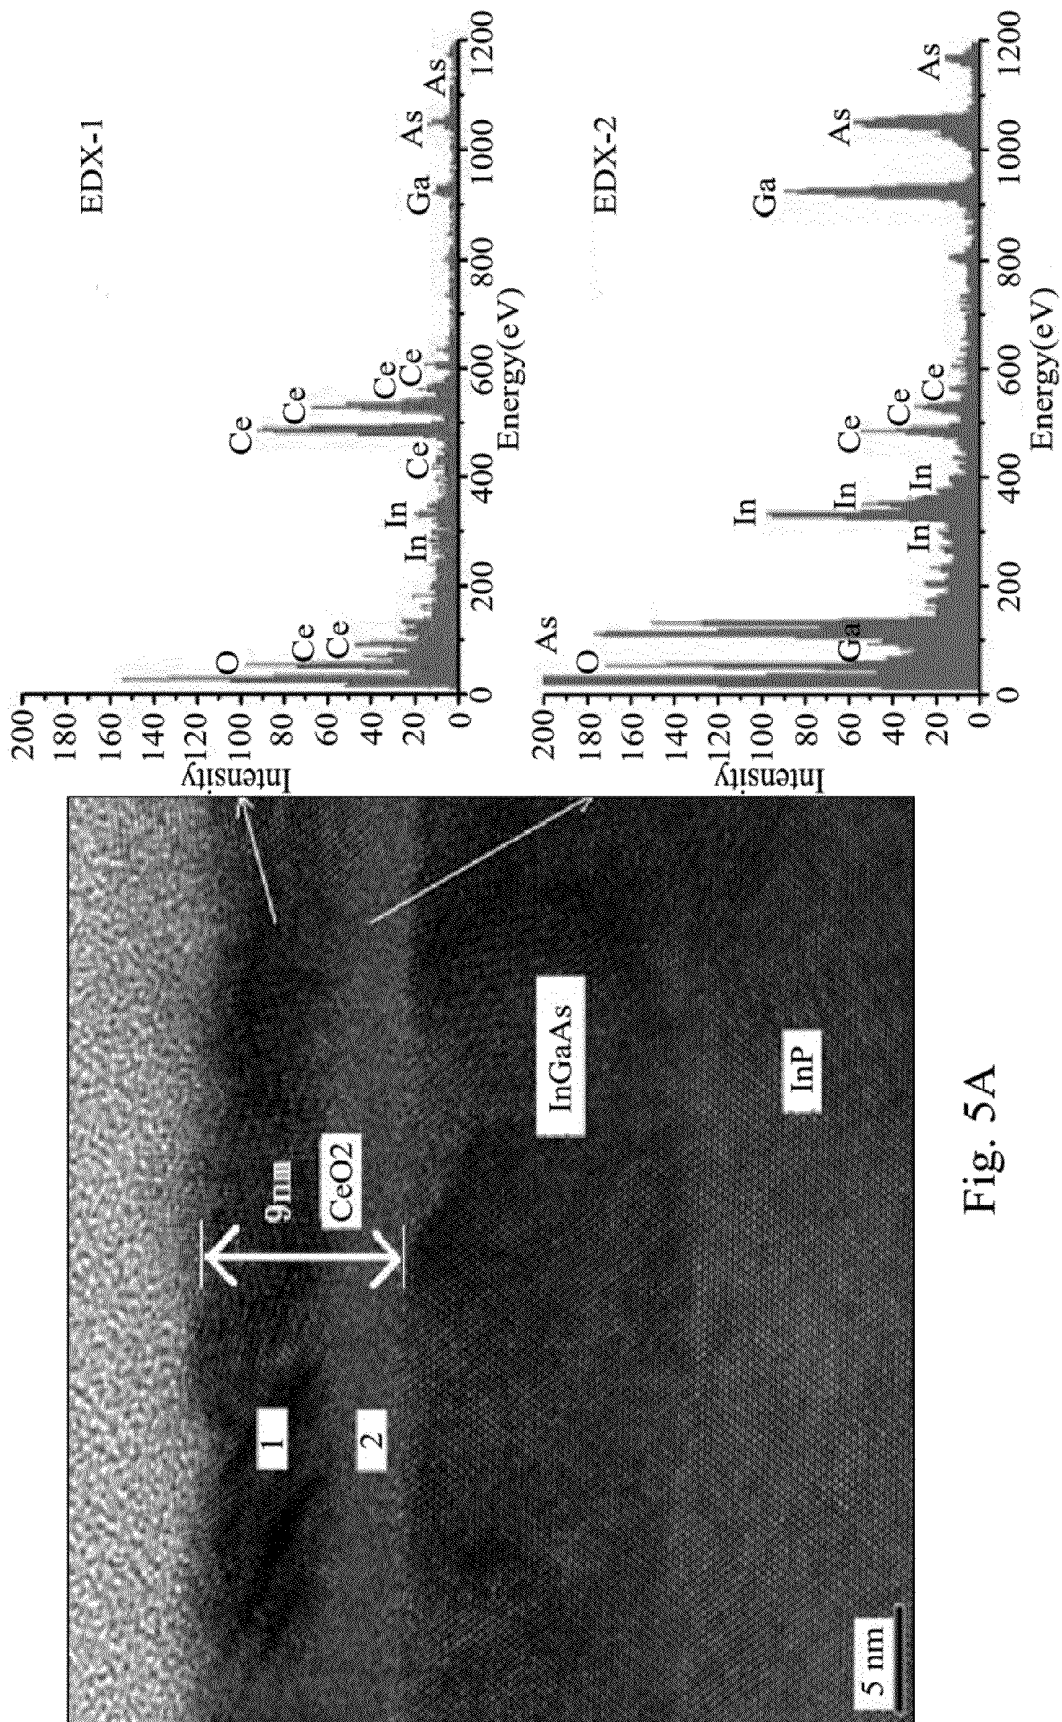 1
2
9nm
CeO2
InGaAs
InP
5 nm
EDX-1
Intensity
200
180
160
140
120
100
80
60
40
20
0
O
Ce
Ce
In
In
Ce
Ce
Ce
Ce
Ce
Ga
As
As
0
200
400
600
800
1000
1200
Energy(eV)
EDX-2
Intensity
200
180
160
140
120
100
80
60
40
20
0
As
O
Ga
In
In
In
In
Ce
Ce
Ce
Ga
As
As
0
200
400
600
800
1000
1200
Energy(eV)
Fig. 5A